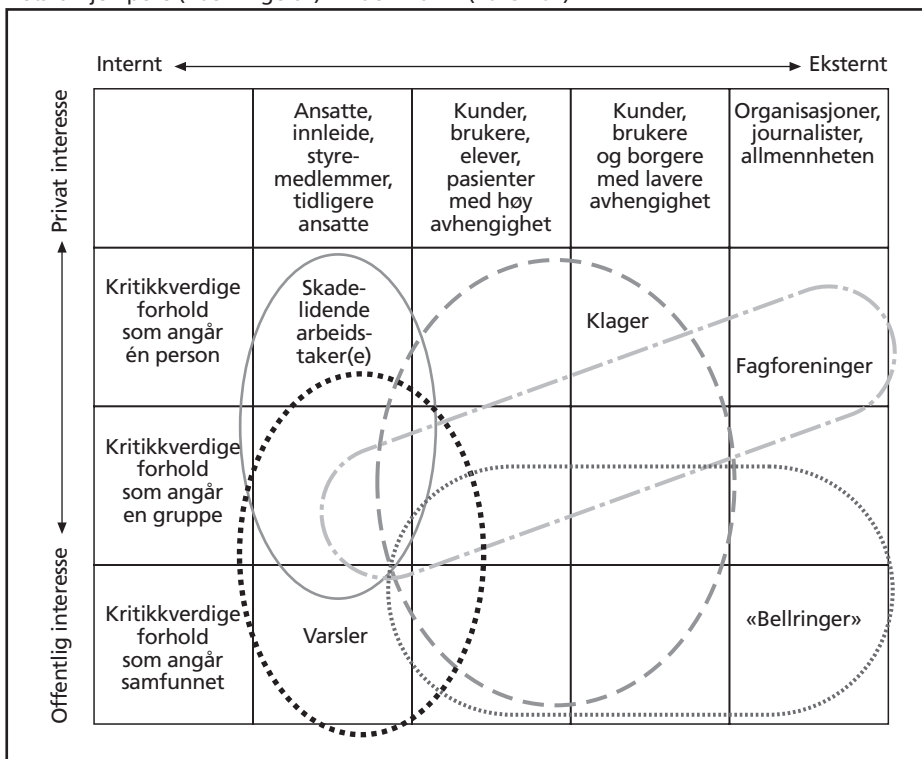 Internt
Eksternt
Privat interesse
Offentlig interesse
Ansatte,
innleide,
styre-
medlemmer,
tidligere
ansatte
Kunder,
brukere,
elever,
pasienter
med høy
avhengighet
Kunder,
brukere
og borgere
med lavere
avhengighet
Organisasjoner,
journalister,
allmennheten
Kritikkverdige
forhold
som angår
én person
Skade-
lidende
arbeids-
taker(e)
Klager
Fagforeninger
Kritikkverdige
forhold
som angår
en gruppe
Kritikkverdige
forhold
som angår
samfunnet
Varsler
«Bellringer»